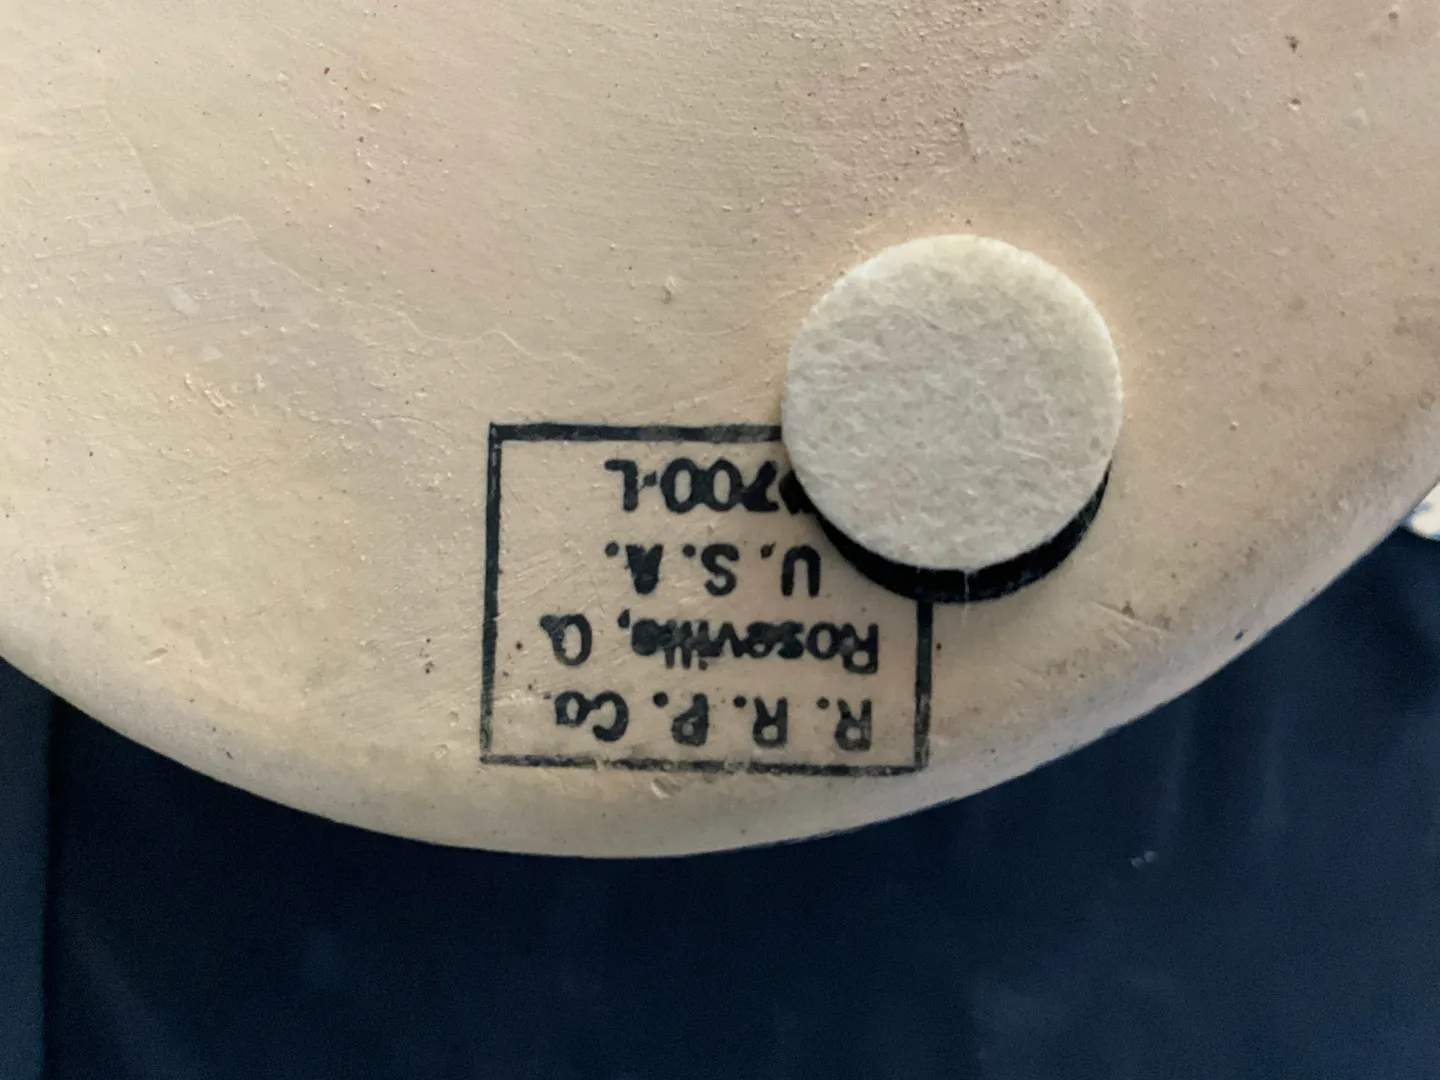 R. R. P. Co.
Roseville, O.
U. S. A.
700-L